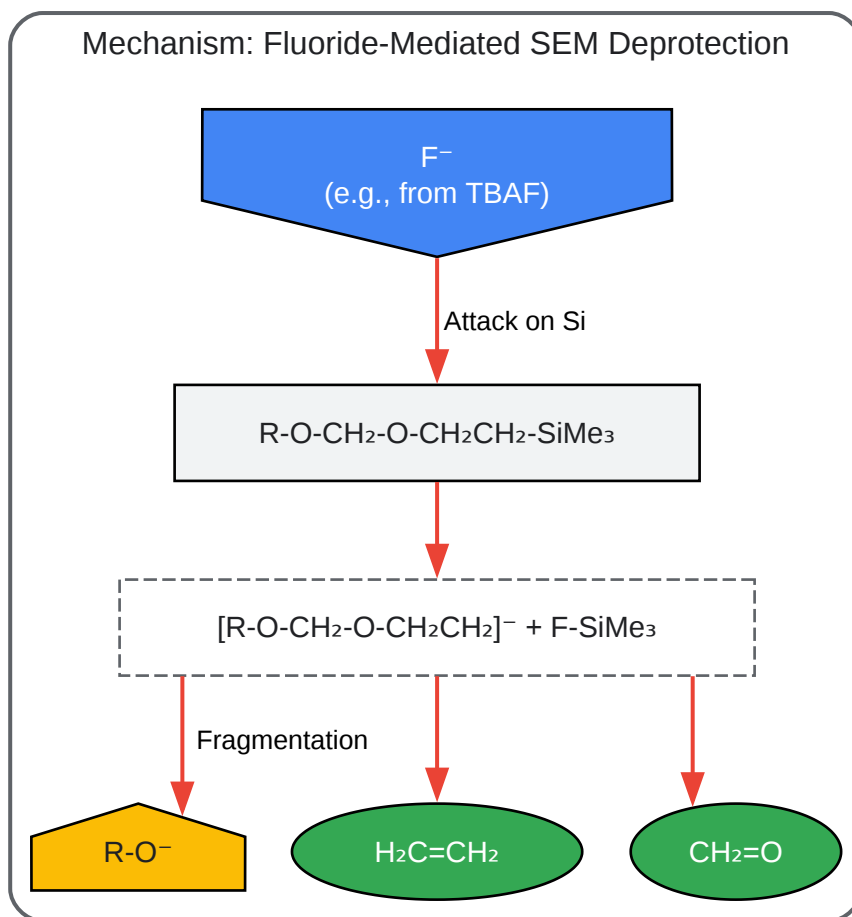 Mechanism: Fluoride-Mediated SEM Deprotection
F⁻
(e.g., from TBAF)
Attack on Si
R-O-CH₂-O-CH₂CH₂-SiMe₃
[R-O-CH₂-O-CH₂CH₂]⁻ + F-SiMe₃
Fragmentation
R-O⁻
H₂C=CH₂
CH₂=O